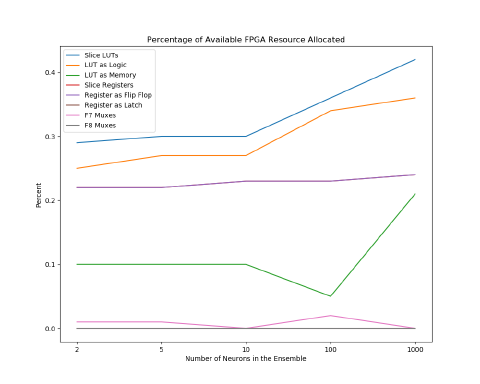 Percentage of Available FPGA Resource Allocated
Slice LUTs
LUT as Logic
LUT as Memory
Slice Registers
Register as Flip Flop
Register as Latch
F7 Muxes
F8 Muxes
0.4
0.3
0.2
0.1
0.0
Percent
2
5
10
100
1000
Number of Neurons in the Ensemble